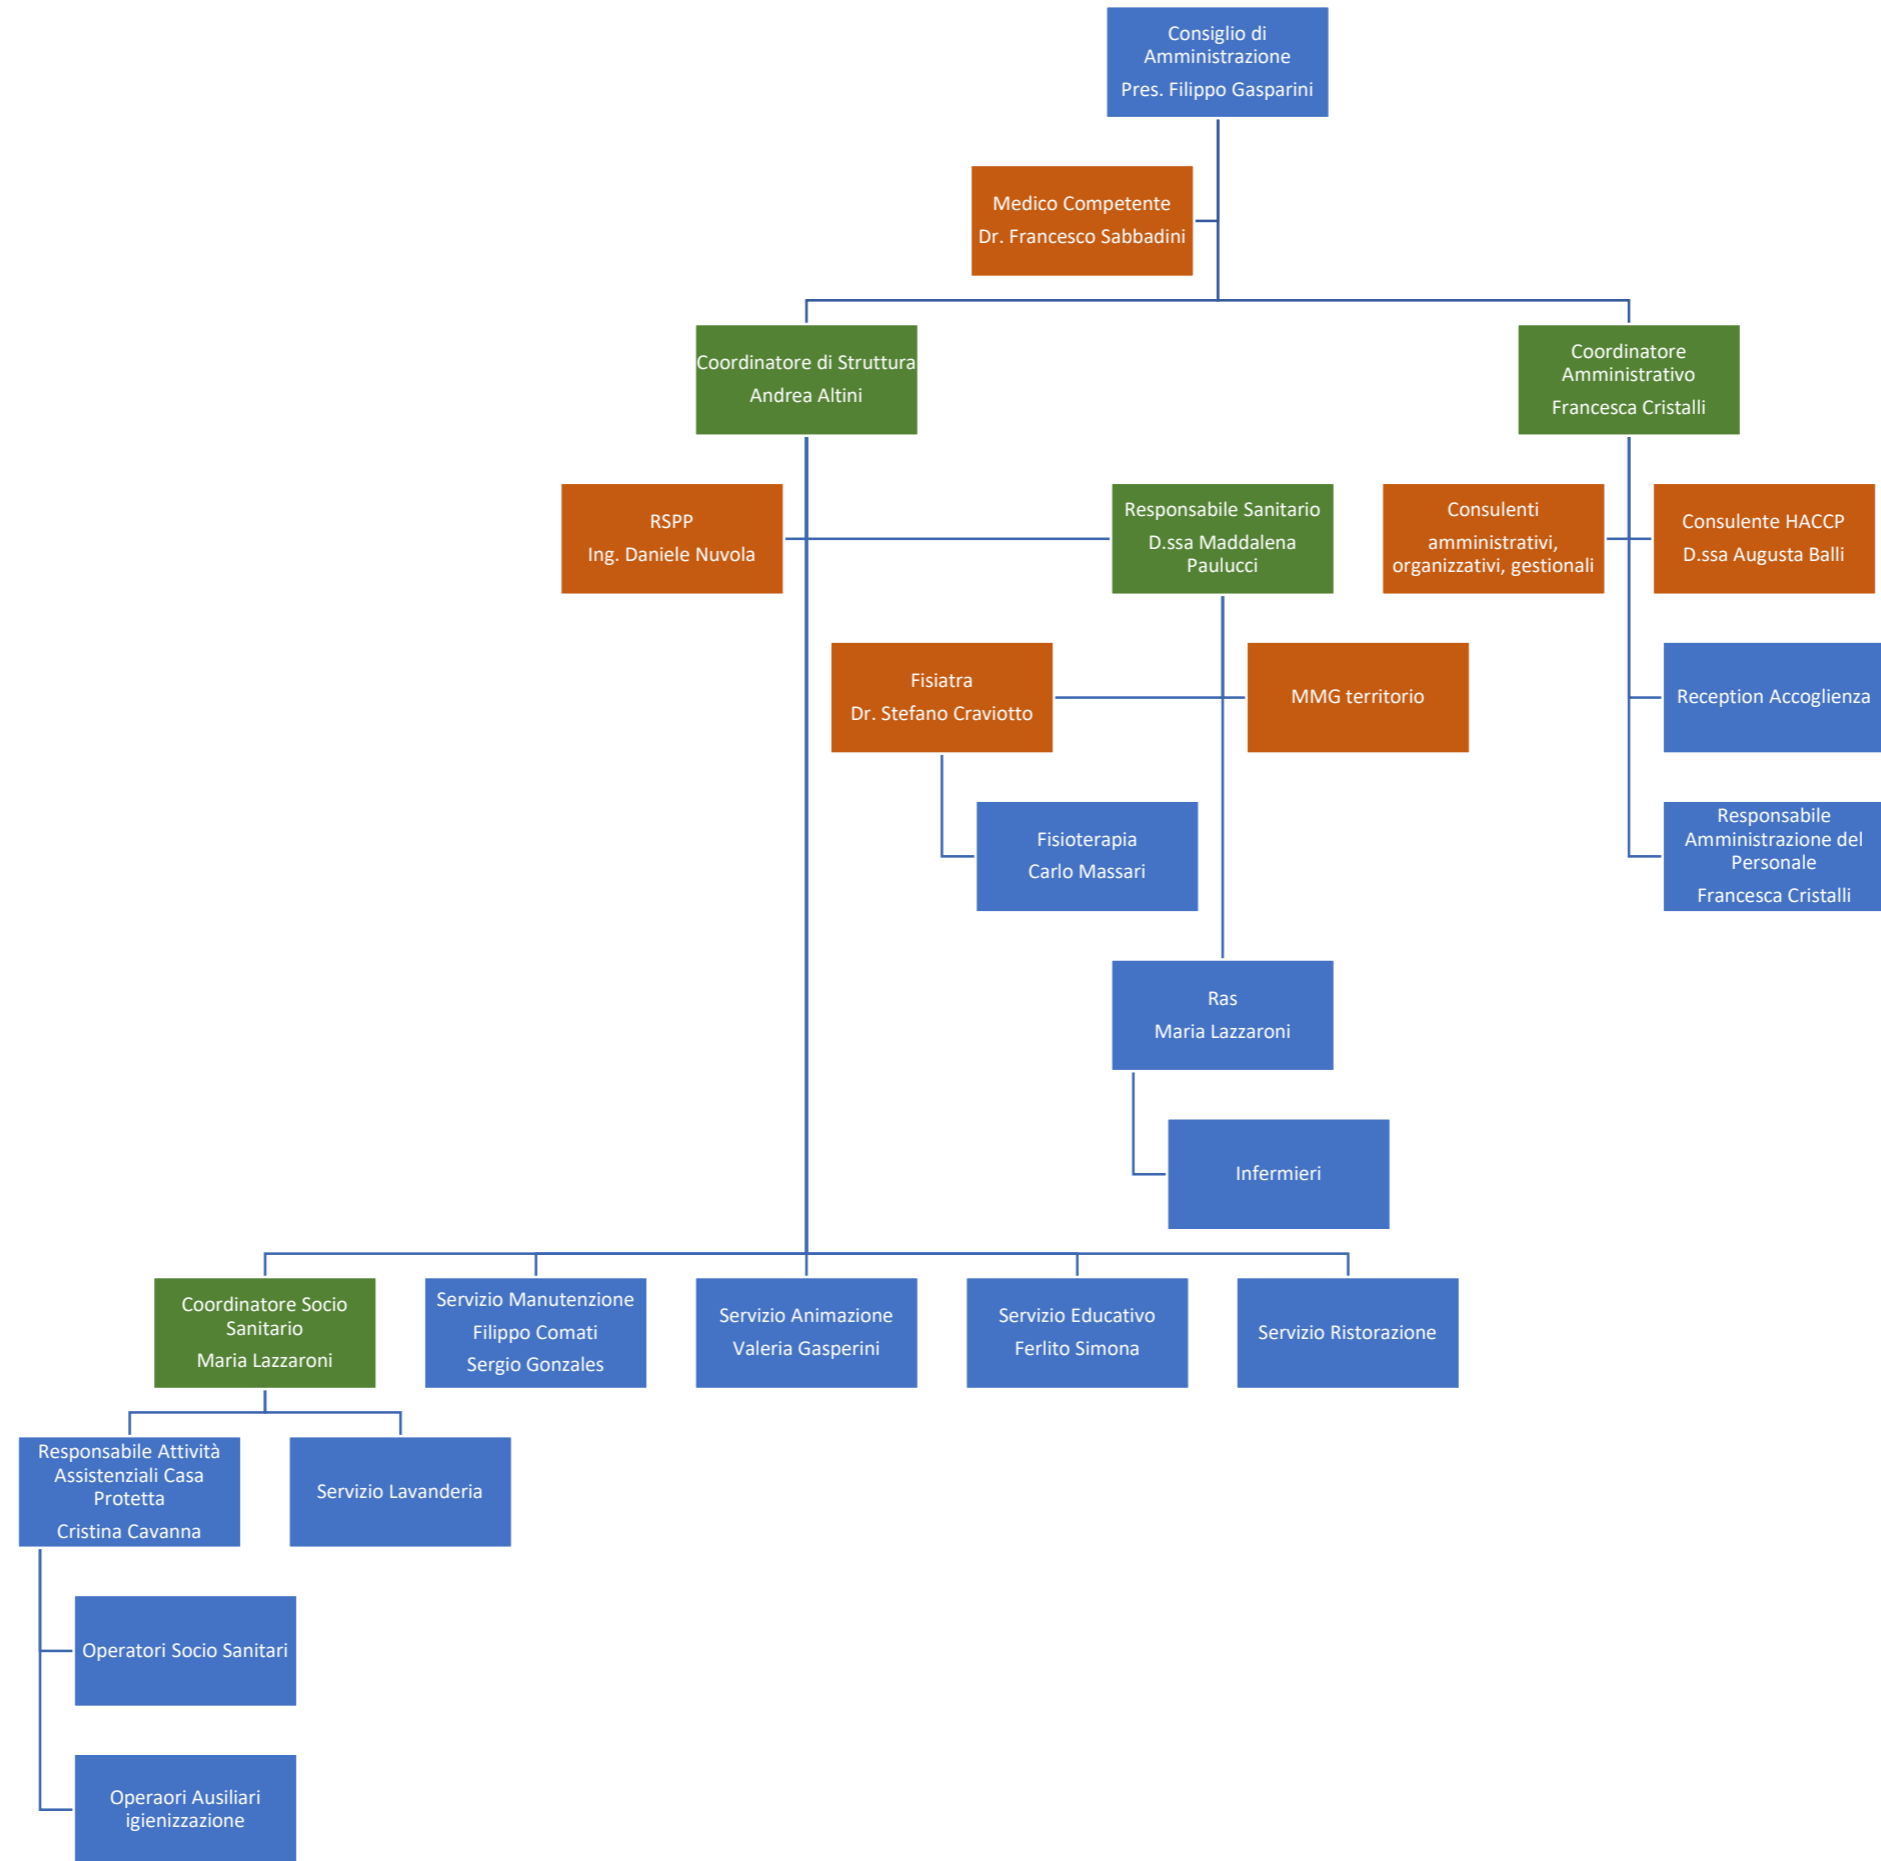 Consiglio di
Amministrazione
Pres. Filippo Gasparini
Medico Competente
Dr. Francesco Sabbadini
Coordinatore di Struttura
Andrea Altini
Coordinatore
Amministrativo
Francesca Cristalli
RSPP
Ing. Daniele Nuvola
Responsabile Sanitario
D.ssa Maddalena
Paulucci
Consulenti
amministrativi,
organizzativi, gestionali
Consulente HACCP
D.ssa Augusta Balli
Fisiatra
Dr. Stefano Craviotto
MMG territorio
Reception Accoglienza
Fisioterapia
Carlo Massari
Responsabile
Amministrazione del
Personale
Francesca Cristalli
Ras
Maria Lazzaroni
Infermieri
Coordinatore Socio
Sanitario
Maria Lazzaroni
Servizio Manutenzione
Filippo Comati
Sergio Gonzales
Servizio Animazione
Valeria Gasperini
Servizio Educativo
Ferlito Simona
Servizio Ristorazione
Responsabile Attività
Assistenziali Casa
Protetta
Cristina Cavanna
Servizio Lavanderia
Operatori Socio Sanitari
Operaori Ausiliari
igienizzazione